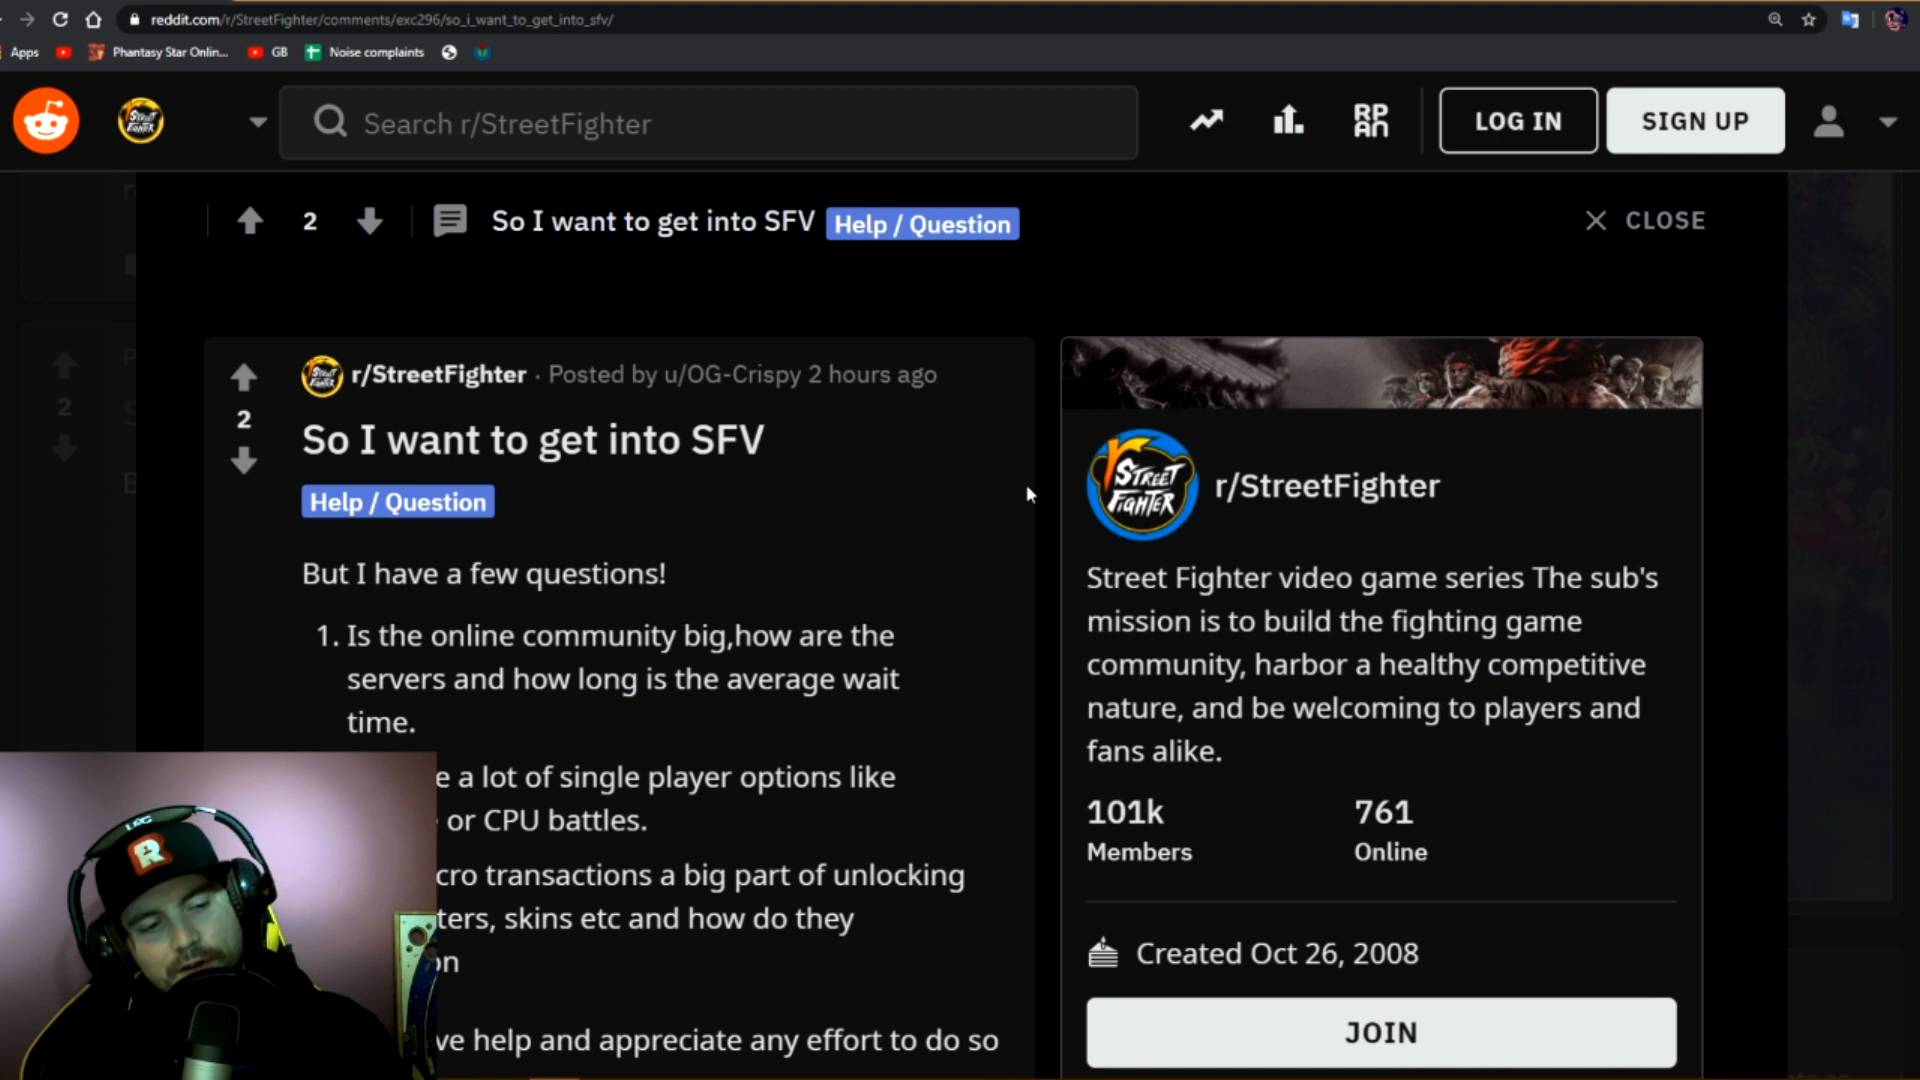 reddit.com/r/StreetFighter/comments/exc296/so_i_want_to_get_into_sfv/
Apps
Phantasy Star Onlin...
GB
Noise complaints
STREET FIGHTER
Search r/StreetFighter
RPAN
LOG IN
SIGN UP
2
So I want to get into SFV
Help / Question
CLOSE
r/StreetFighter · Posted by u/OG-Crispy 2 hours ago
2
So I want to get into SFV
Help / Question
But I have a few questions!
1. Is the online community big,how are the
servers and how long is the average wait
time.
e a lot of single player options like
or CPU battles.
cro transactions a big part of unlocking
ters, skins etc and how do they
on
ve help and appreciate any effort to do so
2
STREET FIGHTER
r/StreetFighter
Street Fighter video game series The sub's
mission is to build the fighting game
community, harbor a healthy competitive
nature, and be welcoming to players and
fans alike.
101k
761
Members
Online
Created Oct 26, 2008
JOIN
R